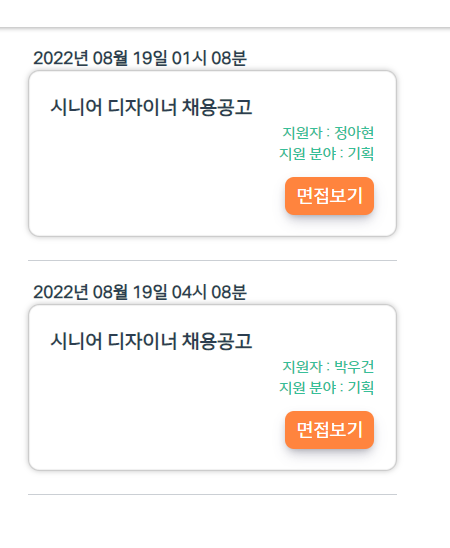 2022년 08월 19일 01시 08분
시니어 디자이너 채용공고
지원자 : 정아현
지원 분야 : 기획
면접보기
2022년 08월 19일 04시 08분
시니어 디자이너 채용공고
지원자 : 박우건
지원 분야 : 기획
면접보기